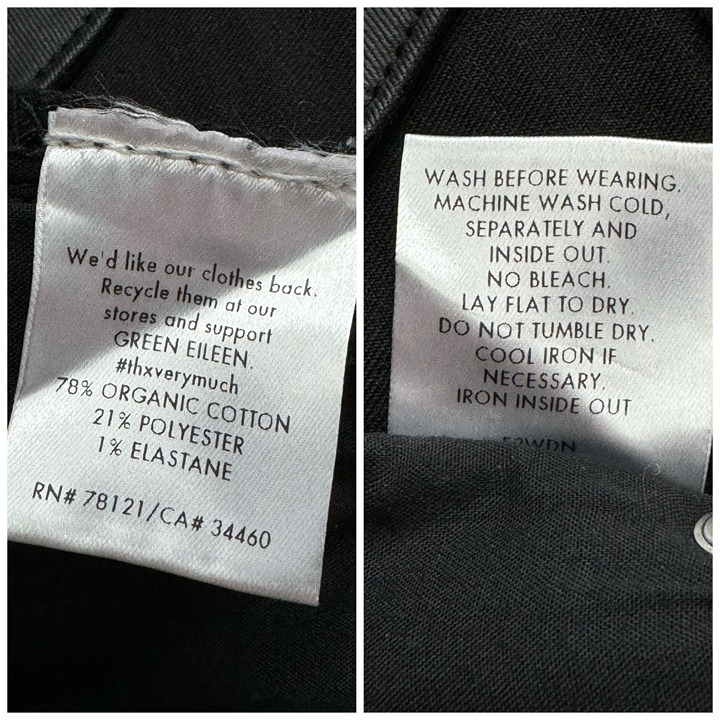 We'd like our clothes back.
Recycle them at our
stores and support
GREEN EILEEN.
#thxverymuch
78% ORGANIC COTTON
21% POLYESTER
1% ELASTANE
RN# 78121/CA# 34460
WASH BEFORE WEARING.
MACHINE WASH COLD,
SEPARATELY AND
INSIDE OUT.
NO BLEACH.
LAY FLAT TO DRY.
DO NOT TUMBLE DRY.
COOL IRON IF
NECESSARY.
IRON INSIDE OUT